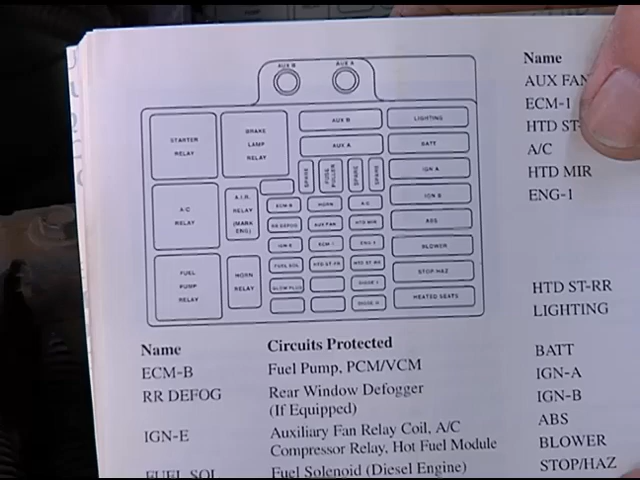 AUX B
AUX A
STARTER
RELAY
BRAKE
LAMP
RELAY
AUX B
AUX A
LIGHTING
BATT
IGN A
IGN B
ABS
BLOWER
STOP HAZ
HEATED SEATS
SPARE
FUSE
PULLER
SPARE
SPARE
A/C
RELAY
A.I.R.
RELAY
(MARK
ENG)
ECM B
HORN
A/C
RR DEFOG
AUX FAN
HTD MIR
IGN E
ECM 1
ENG 1
FUEL SOL
HTD ST FR
HTD ST RR
GLOW PLUG
FUEL
PUMP
RELAY
HORN
RELAY
Name
AUX FAN
ECM-1
HTD ST-
A/C
HTD MIR
ENG-1
HTD ST-RR
LIGHTING
BATT
IGN-A
IGN-B
ABS
BLOWER
STOP/HAZ
Name Circuits Protected
ECM-B Fuel Pump, PCM/VCM
RR DEFOG Rear Window Defogger
(If Equipped)
IGN-E Auxiliary Fan Relay Coil, A/C
Compressor Relay, Hot Fuel Module
FUEL SOL Fuel Solenoid (Diesel Engine)